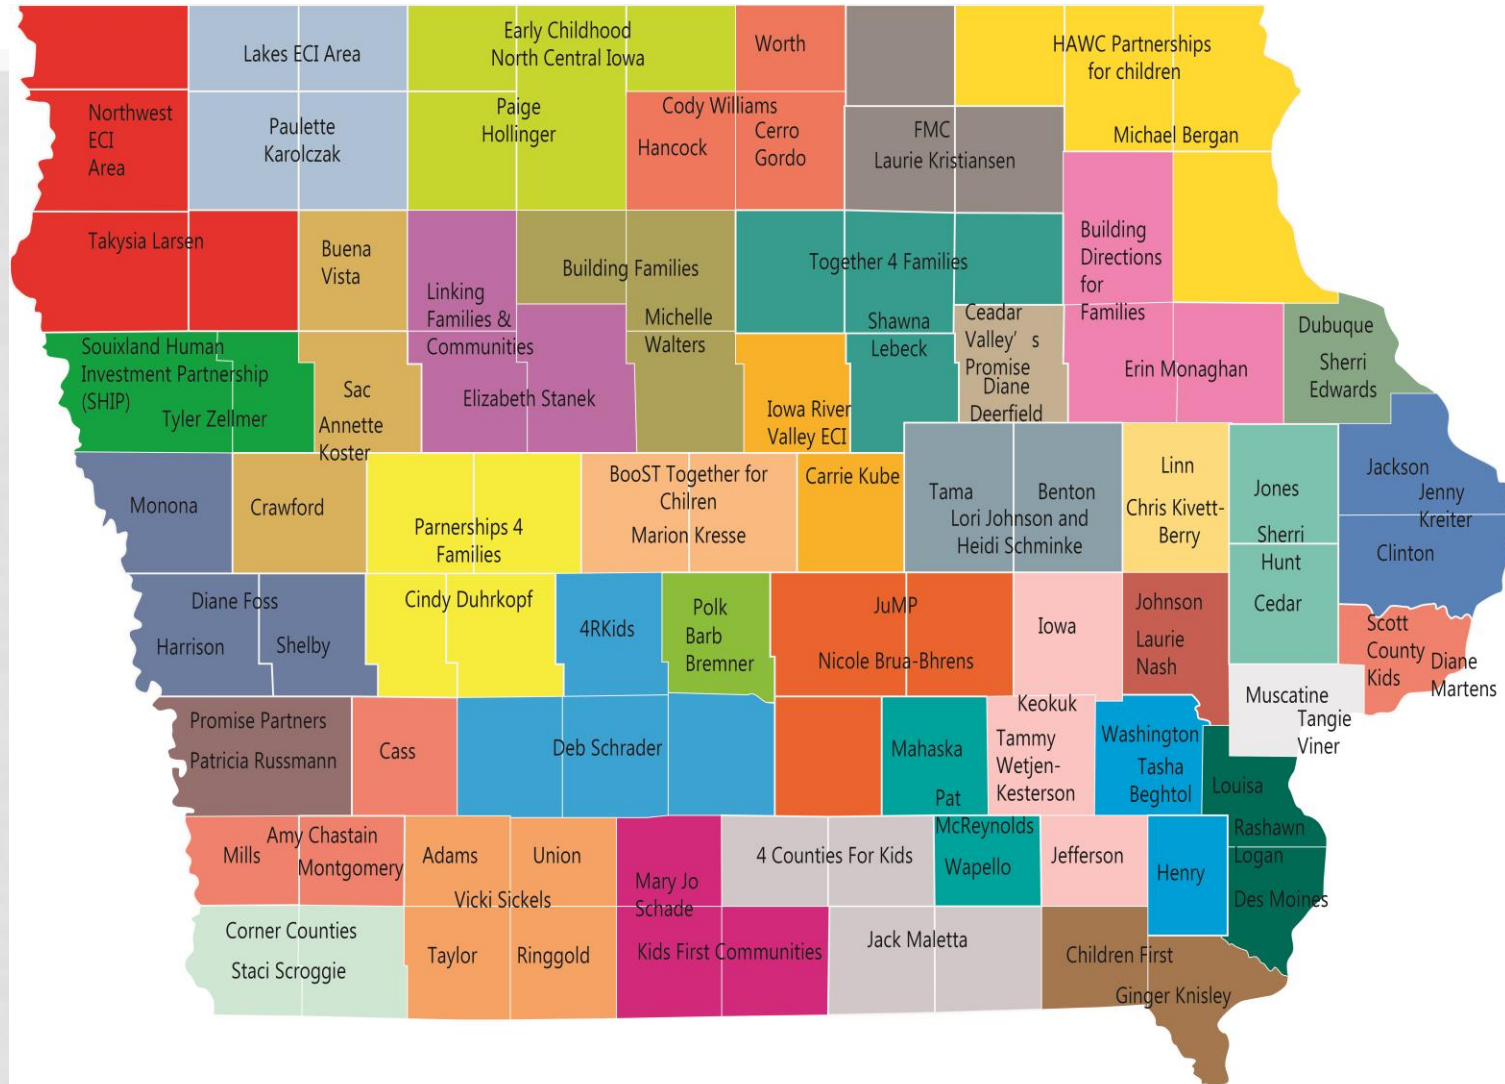 Lakes ECI Area
Early Childhood
North Central Iowa
Worth
HAWC Partnerships
for children
Northwest
ECI
Area
Paulette
Karolczak
Paige
Hollinger
Cody Williams
Hancock
Cerro
Gordo
FMC
Laurie Kristiansen
Michael Bergan
Takysia Larsen
Buena
Vista
Linking
Families &
Communities
Elizabeth Stanek
Building Families
Michelle
Walters
Together 4 Families
Shawna
Lebeck
Building
Directions
for
Families
Erin Monaghan
Ceadar
Valley's
Promise
Diane
Deerfield
Dubuque
Sherri
Edwards
Souixland Human
Investment Partnership
(SHIP)
Tyler Zellmer
Sac
Annette
Koster
Iowa River
Valley ECI
Carrie Kube
Monona
Crawford
Parnerships 4
Families
Cindy Duhrkopf
BooST Together for
Chilren
Marion Kresse
Tama
Benton
Lori Johnson and
Heidi Schminke
Linn
Chris Kivett-
Berry
Jones
Sherri
Hunt
Cedar
Jackson
Jenny
Kreiter
Clinton
Diane Foss
Harrison
Shelby
4RKids
Polk
Barb
Bremner
JuMP
Nicole Brua-Bhrens
Iowa
Johnson
Laurie
Nash
Scott
County
Kids
Diane
Martens
Muscatine
Tangie
Viner
Promise Partners
Patricia Russmann
Cass
Deb Schrader
Mahaska
Pat
McReynolds
Wapello
Keokuk
Tammy
Wetjen-
Kesterson
Washington
Tasha
Beghtol
Louisa
Rashawn
Logan
Des Moines
Amy Chastain
Mills
Montgomery
Adams
Union
Vicki Sickels
Taylor
Ringgold
Mary Jo
Schade
Kids First Communities
4 Counties For Kids
Jack Maletta
Jefferson
Henry
Corner Counties
Staci Scroggie
Children First
Ginger Knisley